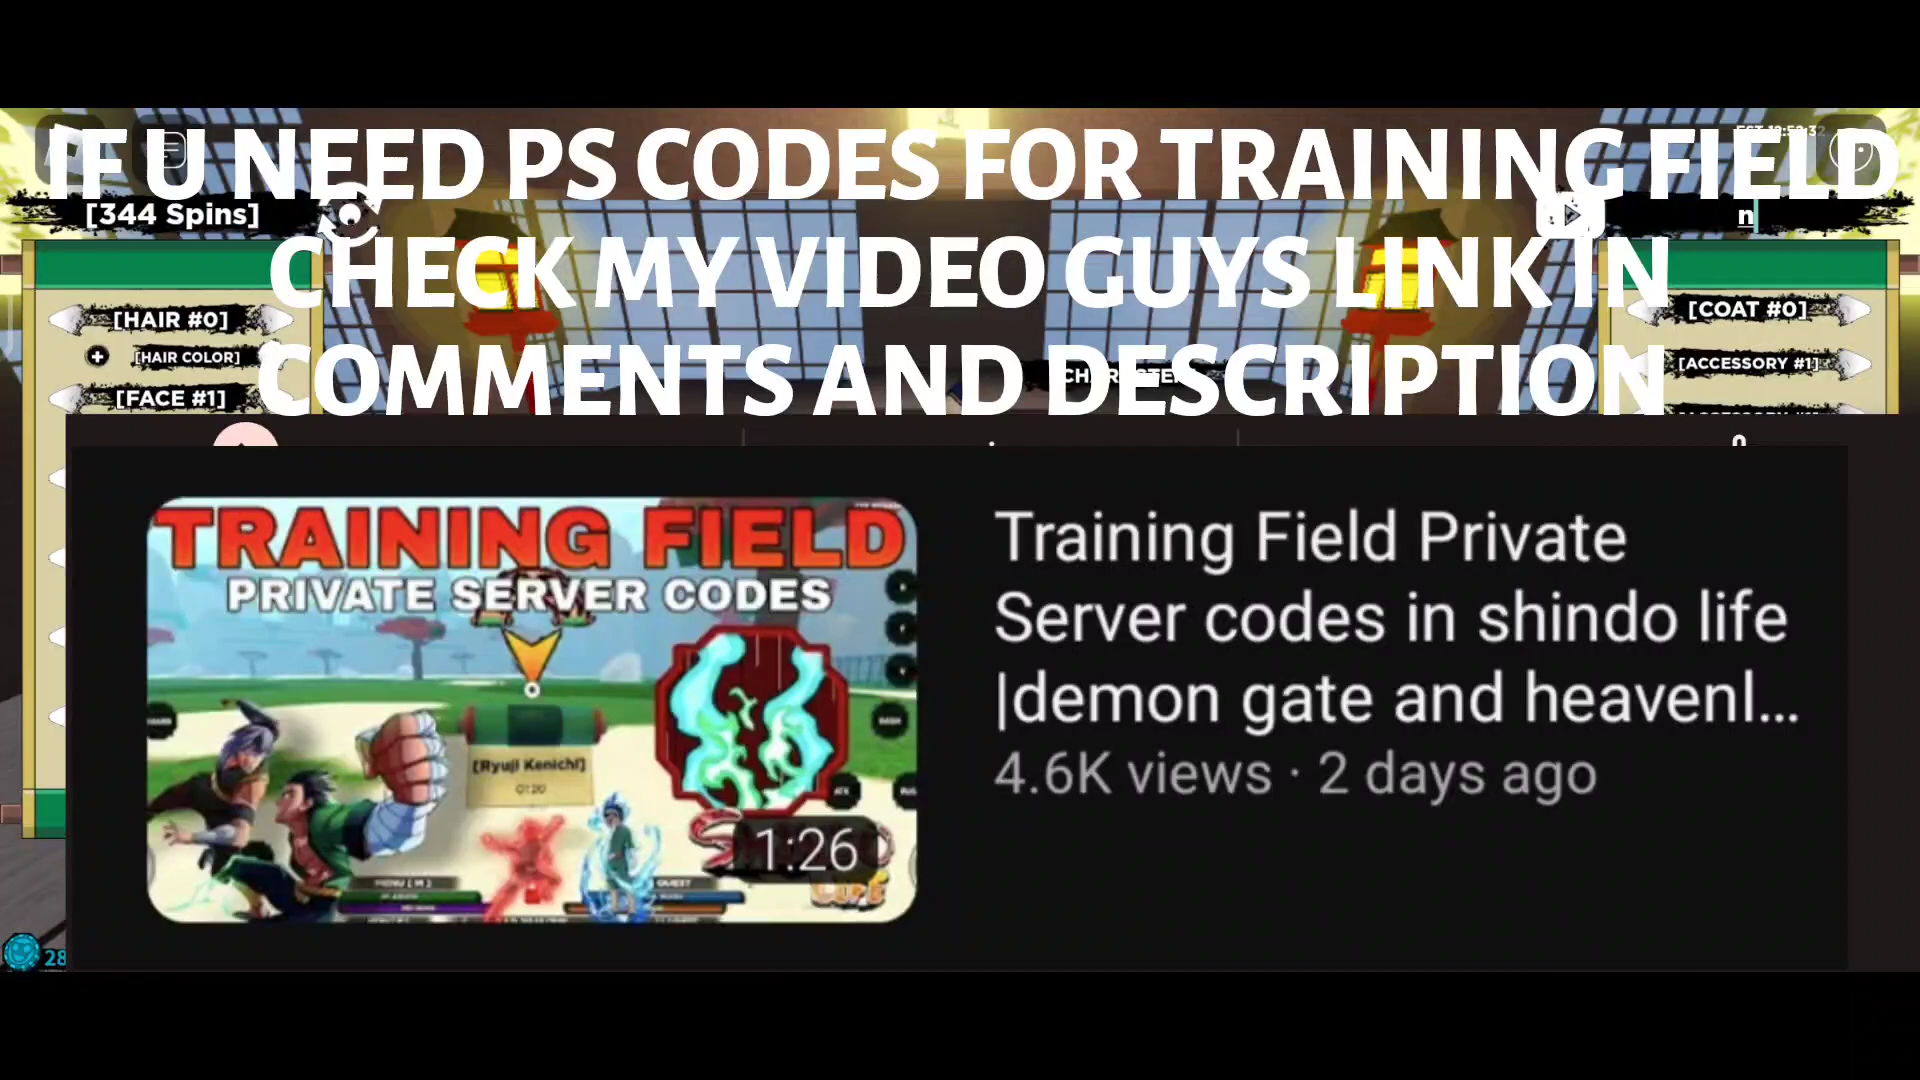 IF U NEED PS CODES FOR TRAINING FIELD
[344 Spins]
n
CHECK MY VIDEO GUYS LINK IN
[HAIR #0]
[COAT #0]
[HAIR COLOR]
[ACCESSORY #1]
COMMENTS AND DESCRIPTION
[FACE #1]
TRAINING FIELD
PRIVATE SERVER CODES
[Ryuji Kenichi]
1:26
Training Field Private
Server codes in shindo life
|demon gate and heavenl...
4.6K views · 2 days ago
28